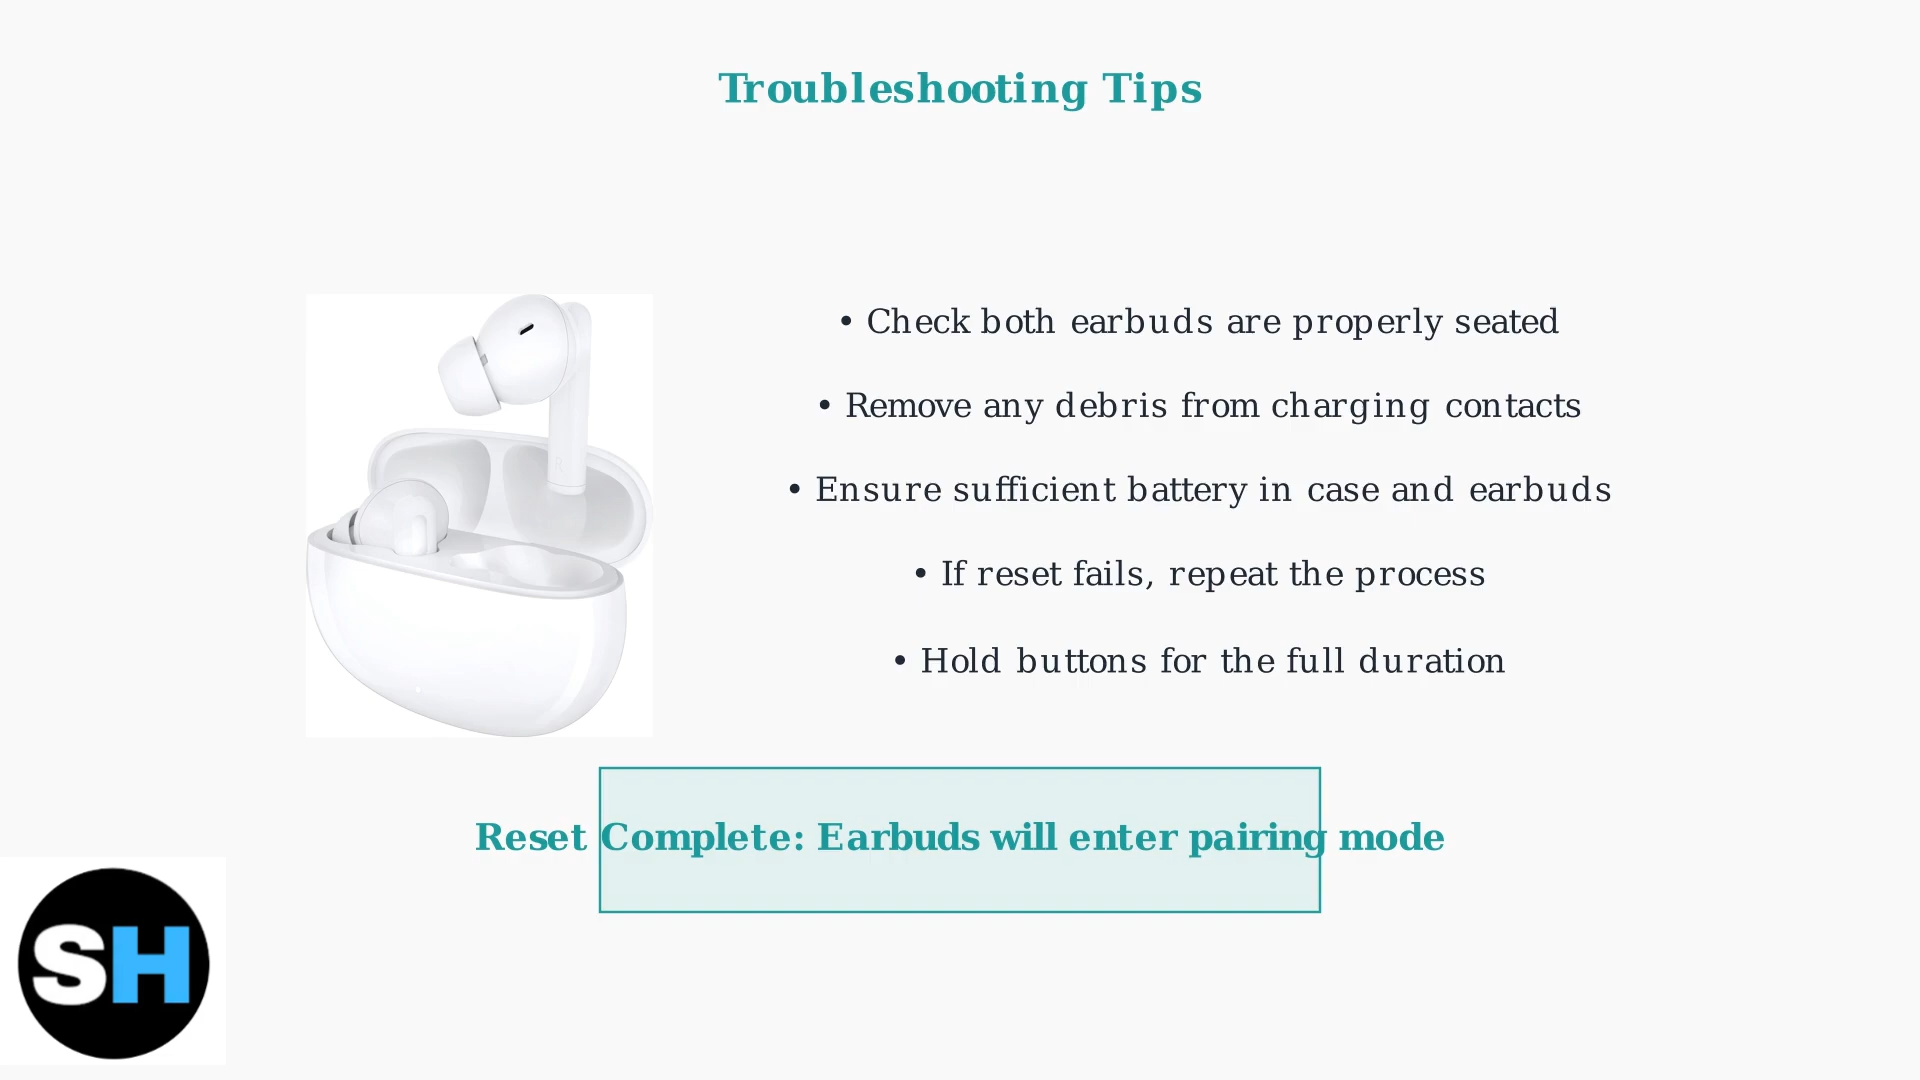 Troubleshooting Tips
• Check both earbuds are properly seated
• Remove any debris from charging contacts
• Ensure sufficient battery in case and earbuds
• If reset fails, repeat the process
• Hold buttons for the full duration
Reset Complete: Earbuds will enter pairing mode
SH
R